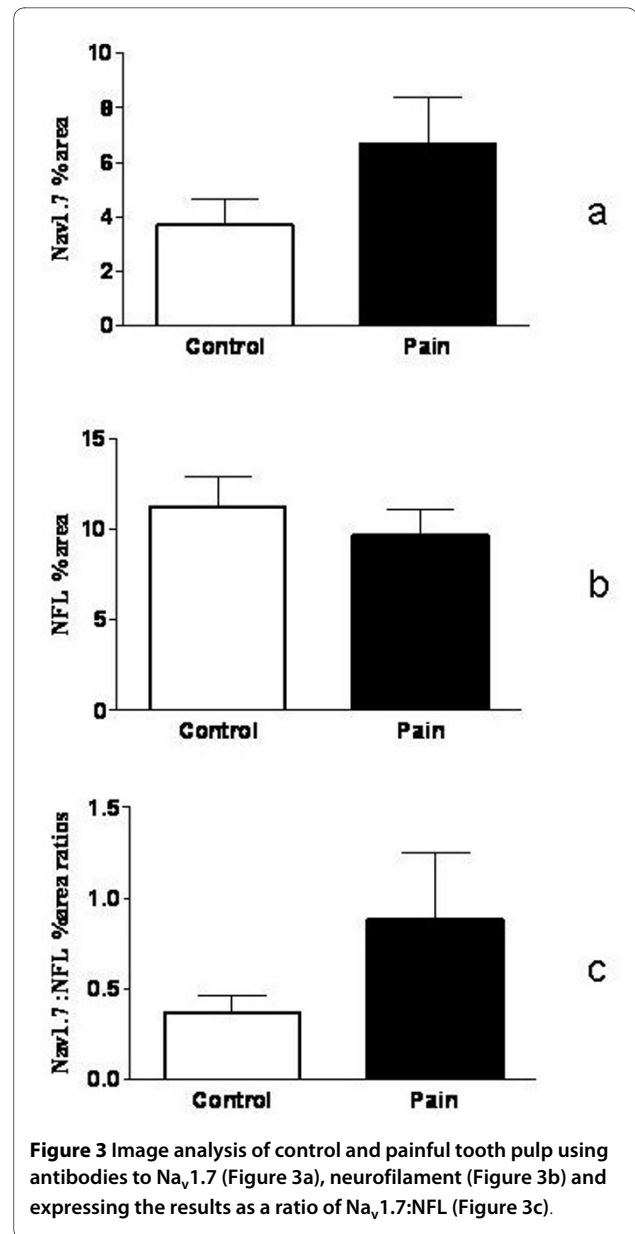 10
8
6
4
2
0
Nav1.7 %area
Control
Pain
a
15
10
5
0
NFL %area
Control
Pain
b
1.5
1.0
0.5
0.0
Nav1.7 :NFL %area ratios
Control
Pain
c
Figure 3 Image analysis of control and painful tooth pulp using
antibodies to Nav1.7 (Figure 3a), neurofilament (Figure 3b) and
expressing the results as a ratio of Nav1.7:NFL (Figure 3c).